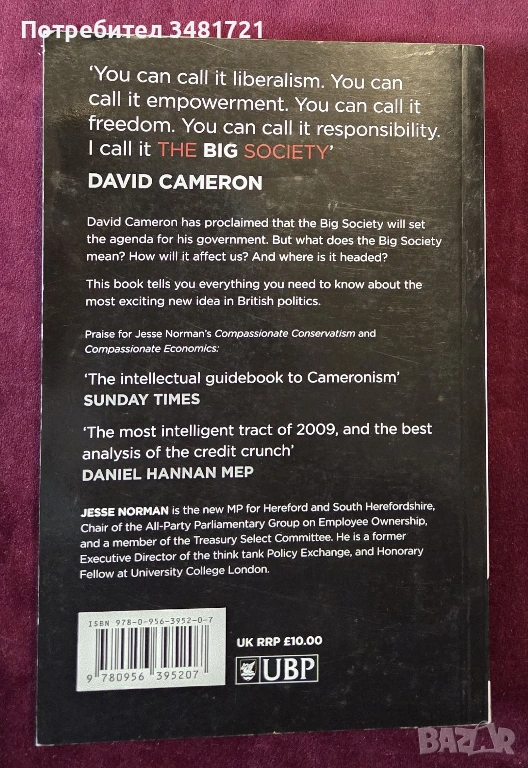 Потребител 3481721
‘You can call it liberalism. You can
call it empowerment. You can call it
freedom. You can call it responsibility.
I call it THE BIG SOCIETY’
DAVID CAMERON
David Cameron has proclaimed that the Big Society will set
the agenda for his government. But what does the Big Society
mean? How will it affect us? And where is it headed?
This book tells you everything you need to know about the
most exciting new idea in British politics.
Praise for Jesse Norman's Compassionate Conservatism and
Compassionate Economics:
‘The intellectual guidebook to Cameronism’
SUNDAY TIMES
‘The most intelligent tract of 2009, and the best
analysis of the credit crunch’
DANIEL HANNAN MEP
JESSE NORMAN is the new MP for Hereford and South Herefordshire,
Chair of the All-Party Parliamentary Group on Employee Ownership,
and a member of the Treasury Select Committee. He is a former
Executive Director of the think tank Policy Exchange, and Honorary
Fellow at University College London.
ISBN 978-0-956-3952-0-7
9 780956 395207
UK RRP £10.00
UBP
BAZAR